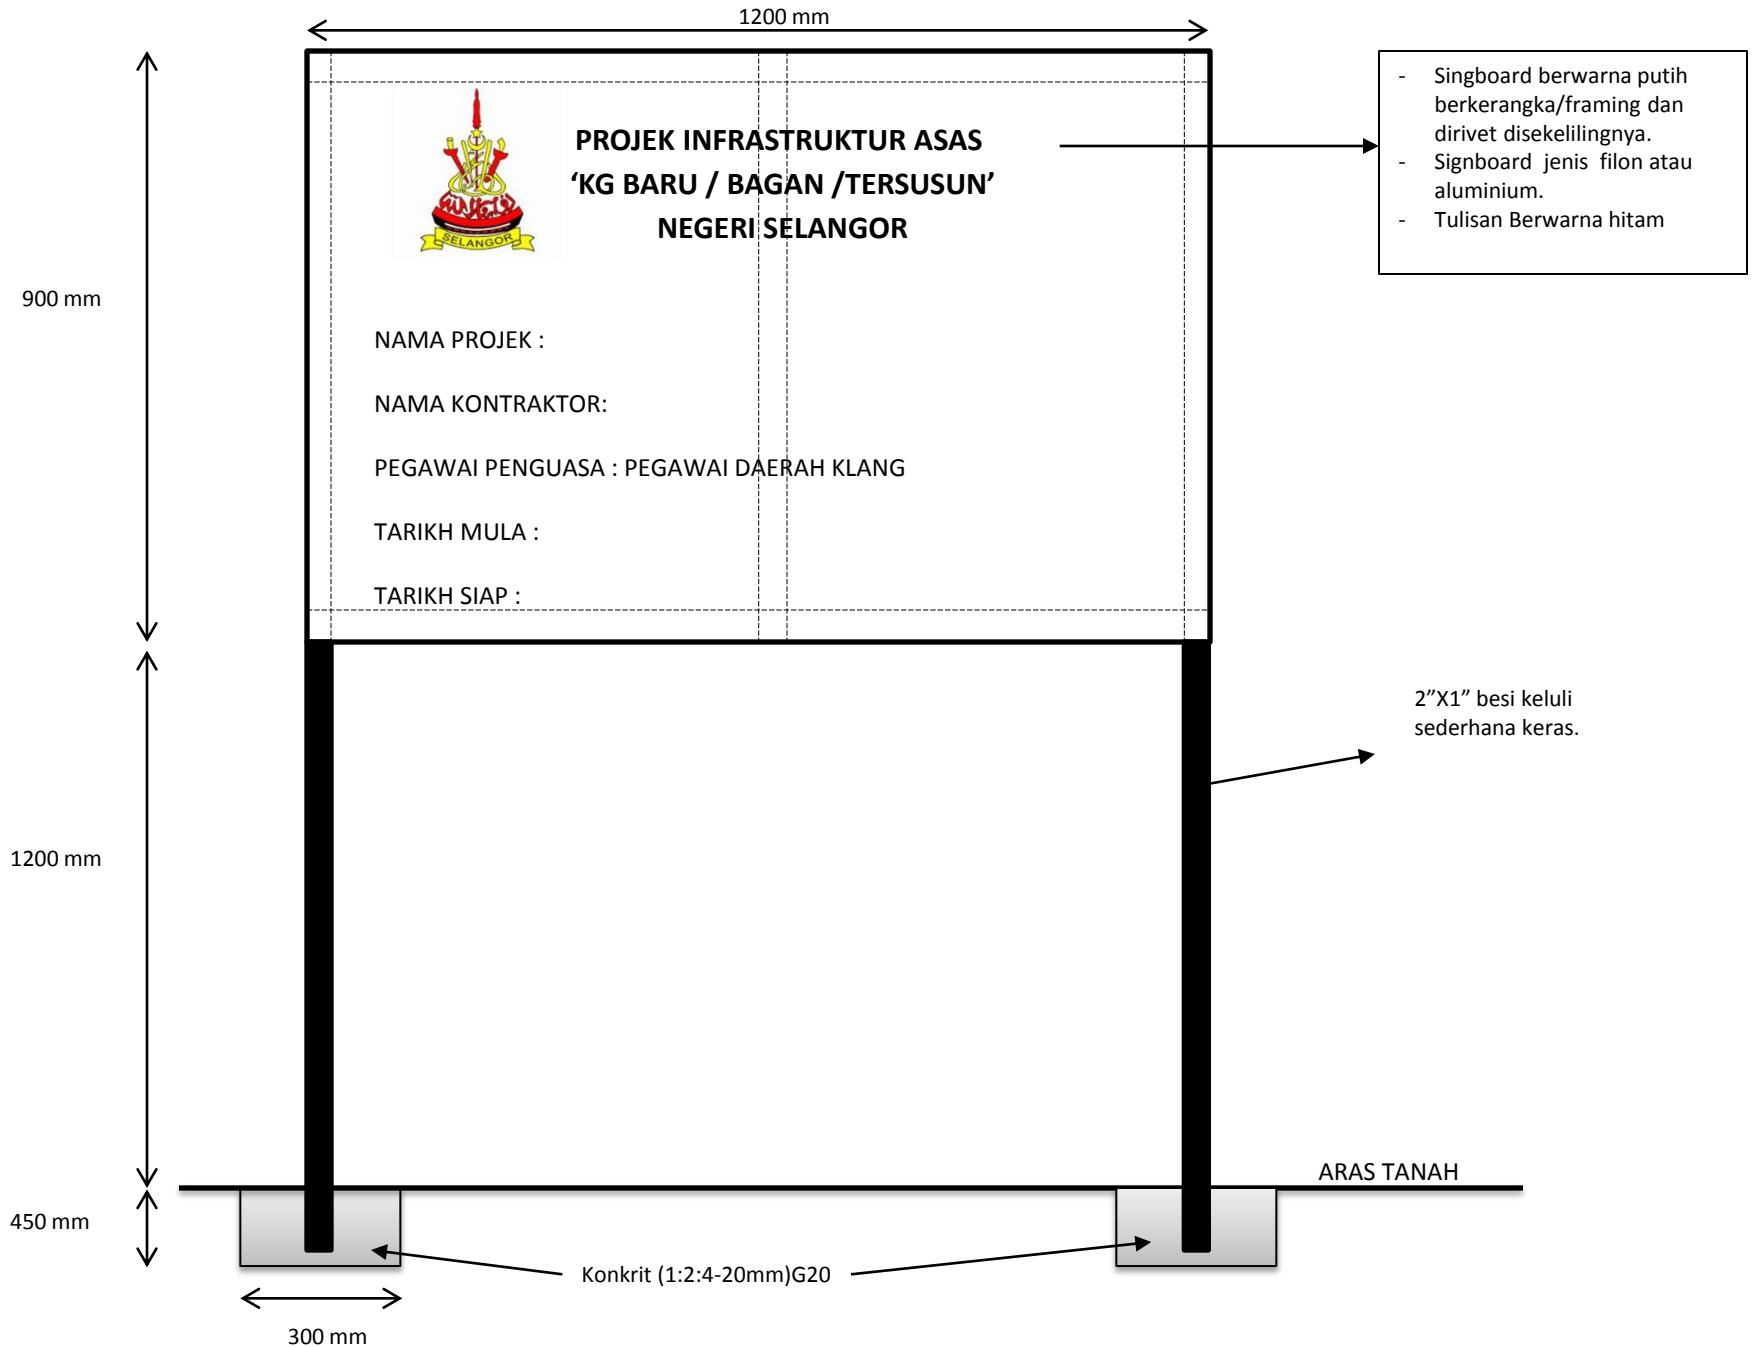 1200 mm
- Singboard berwarna putih
berkerangka/framing dan
dirivet disekelilingnya.
- Signboard jenis filon atau
aluminium.
- Tulisan Berwarna hitam
PROJEK INFRASTRUKTUR ASAS
‘KG BARU / BAGAN /TERSUSUN’
NEGERI SELANGOR
SELANGOR
900 mm
NAMA PROJEK :
NAMA KONTRAKTOR:
PEGAWAI PENGUASA : PEGAWAI DAERAH KLANG
TARIKH MULA :
TARIKH SIAP :
2”X1” besi keluli
sederhana keras.
1200 mm
ARAS TANAH
450 mm
Konkrit (1:2:4-20mm)G20
300 mm